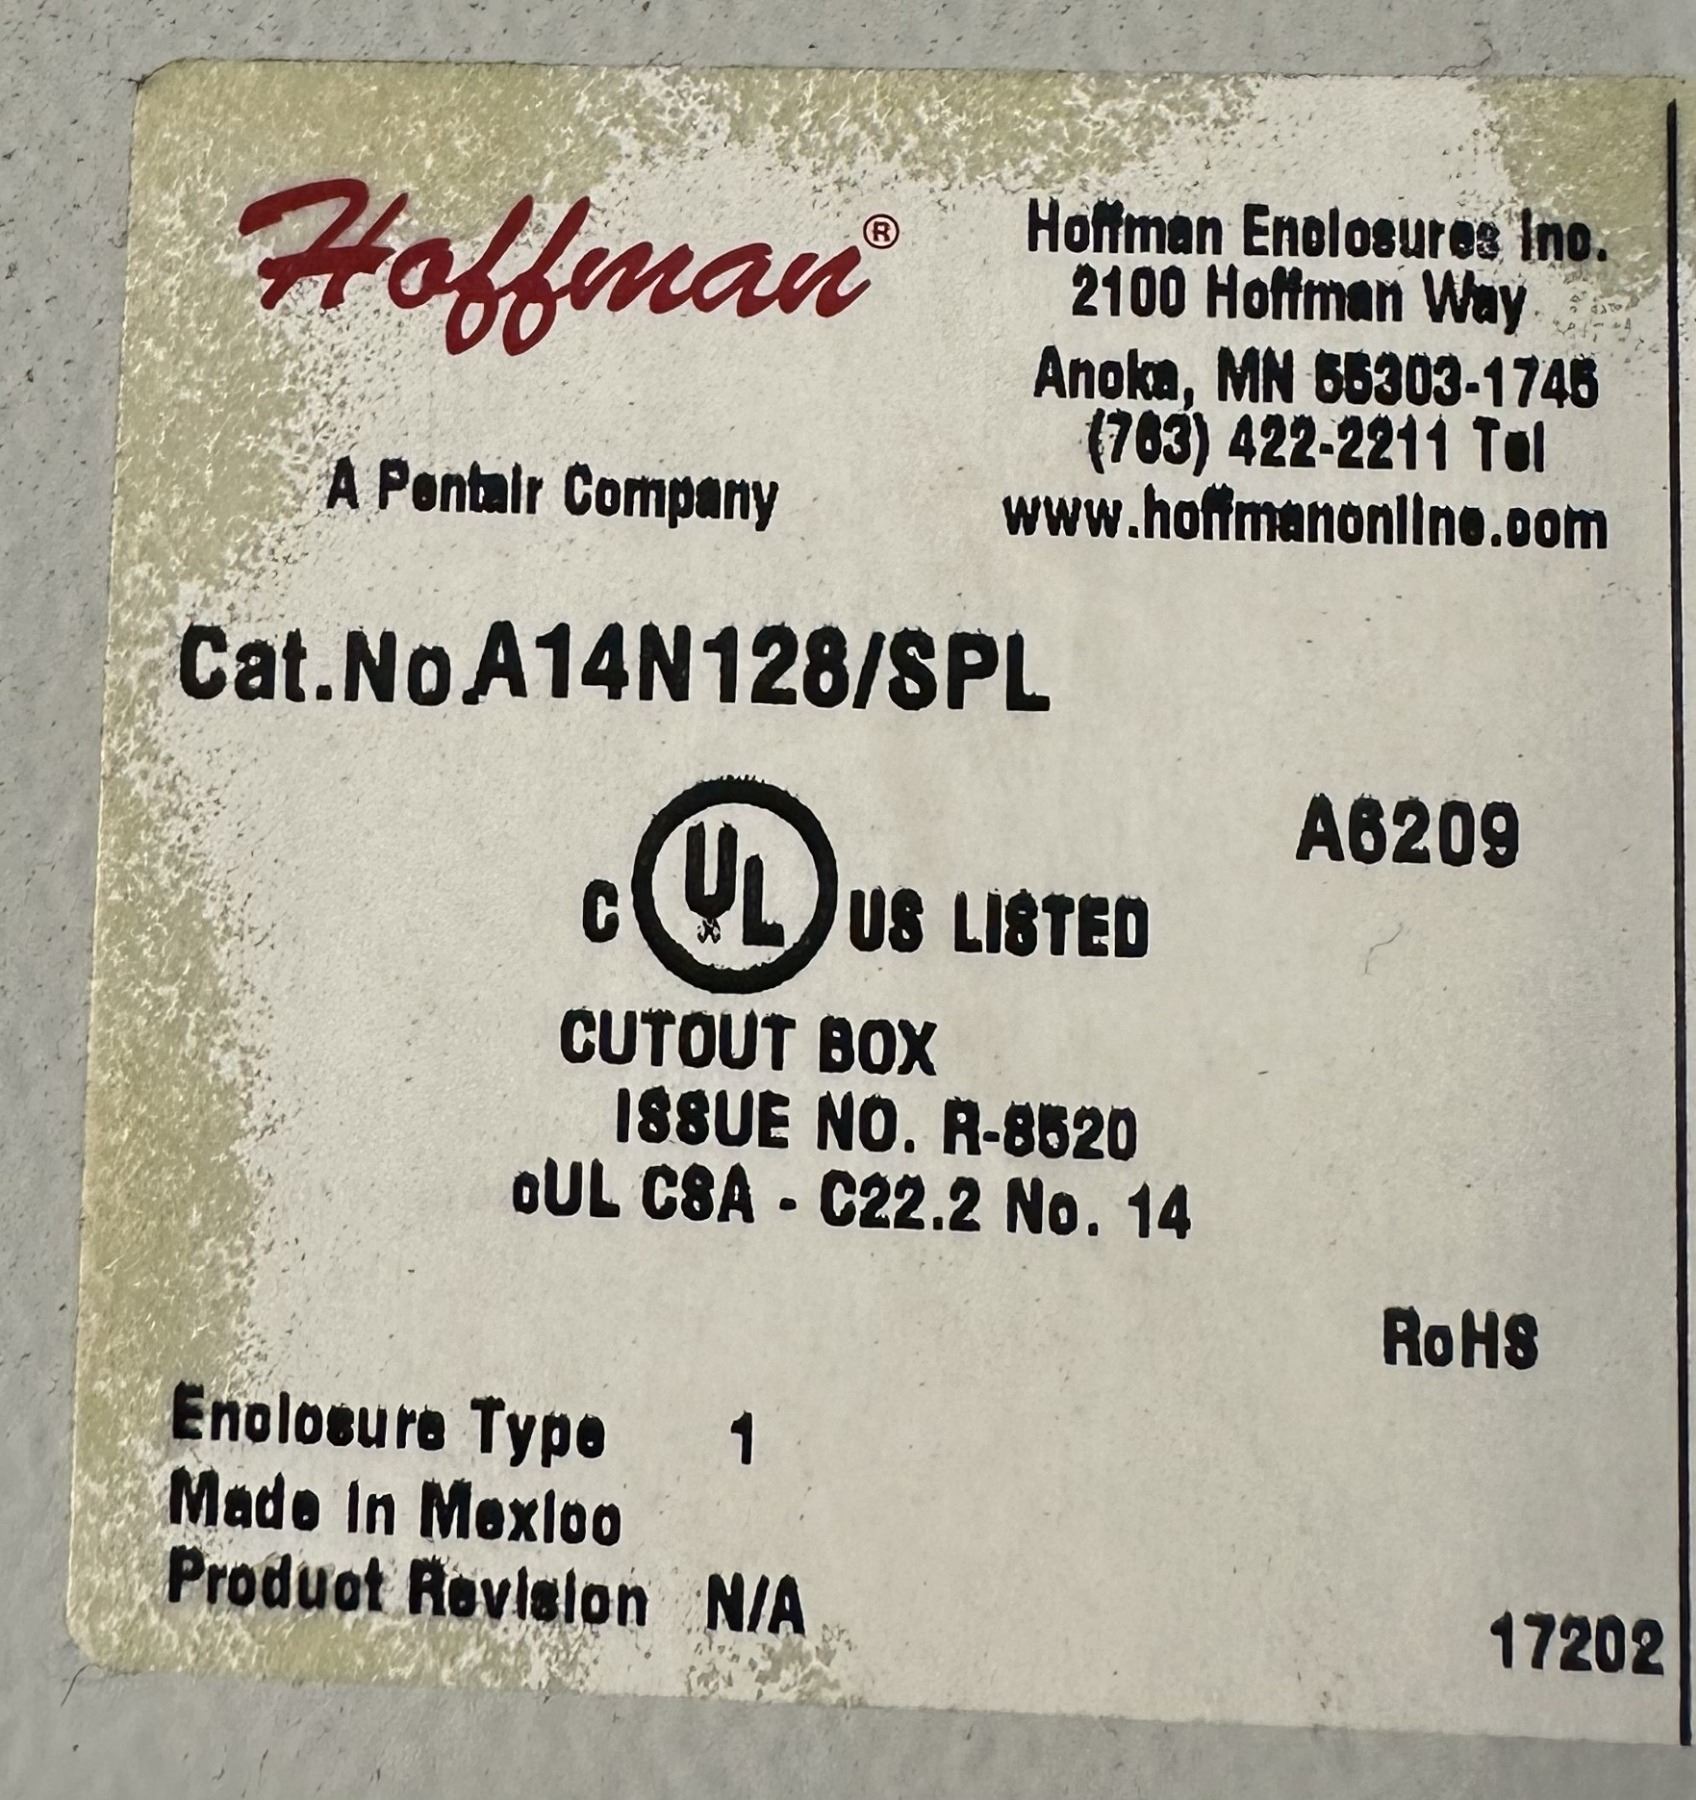 Hoffman®
Hoffman Enclosures Inc.
2100 Hoffman Way
Anoka, MN 55303-1745
(763) 422-2211 Tel
www.hoffmanonline.com
A Pentair Company
Cat.No.A14N128/SPL
A6209
C UL US LISTED
CUTOUT BOX
ISSUE NO. R-8520
cUL CSA - C22.2 No. 14
RoHS
Enclosure Type 1
Made In Mexico
Product Revision N/A
17202